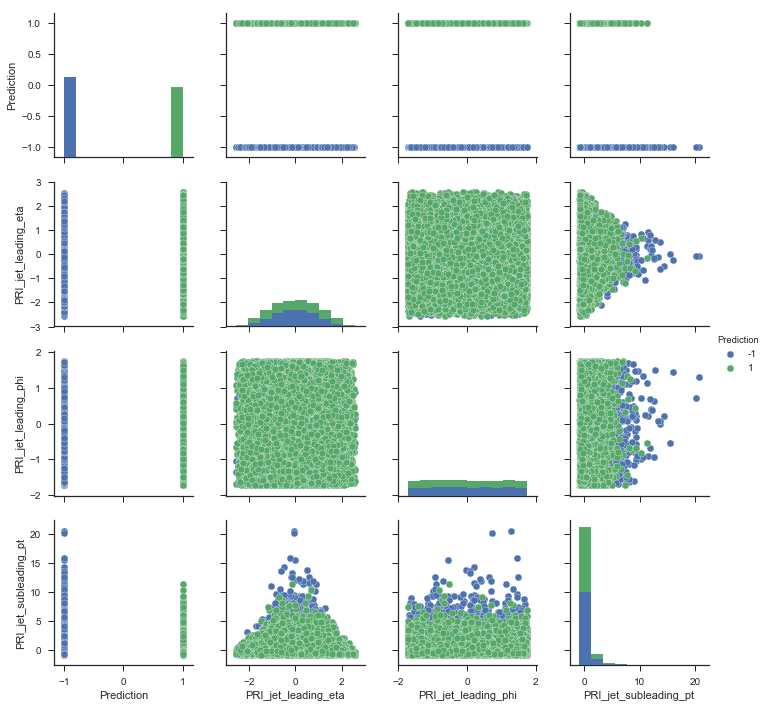 1.0
0.5
0.0
−0.5
−1.0
Prediction
3
2
1
0
−1
−2
−3
PRI_jet_leading_eta
2
1
0
−1
−2
PRI_jet_leading_phi
Prediction
-1
1
20
15
10
5
0
PRI_jet_subleading_pt
−1 0 1
−2 0 2
−2 0 2
0 10 20
Prediction
PRI_jet_leading_eta
PRI_jet_leading_phi
PRI_jet_subleading_pt